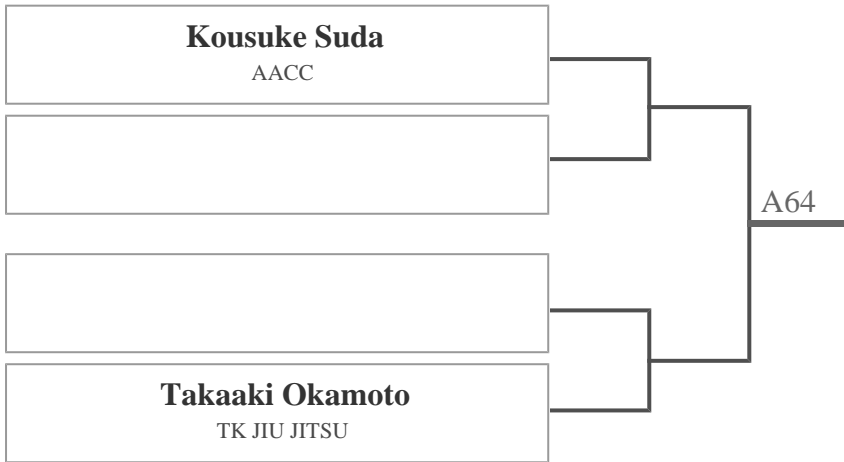 Kousuke Suda
AACC
A64
Takaaki Okamoto
TK JIU JITSU